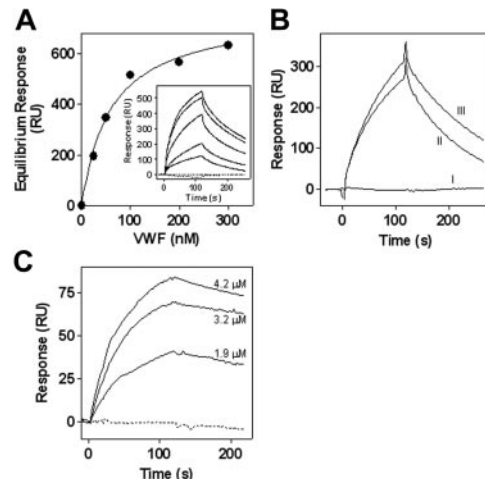 A
Equilibrium Response
(RU)
600
400
200
0
0
100
200
300
VWF (nM)
Response (RU)
500
400
300
200
100
0
0
100
200
Time (s)
B
Response (RU)
300
200
100
0
III
II
I
0
100
200
Time (s)
C
Response (RU)
75
50
25
0
4.2 µM
3.2 µM
1.9 µM
0
50
100
150
200
Time (s)